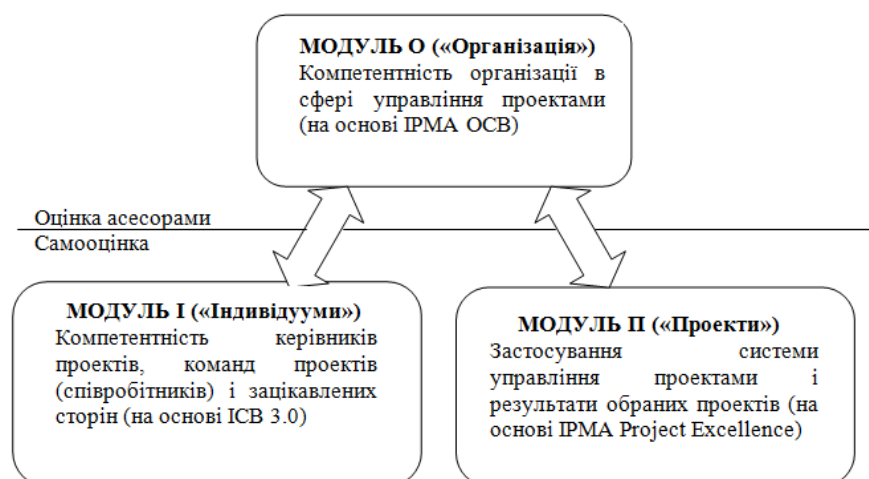 МОДУЛЬ О («Організація»)
Компетентність організації в
сфері управління проектами
(на основі IPMA OCB)
Оцінка асесорами
Самооцінка
МОДУЛЬ І («Індивідууми»)
Компетентність керівників
проектів, команд проектів
(співробітників) і зацікавлених
сторін (на основі ICB 3.0)
МОДУЛЬ П («Проекти»)
Застосування системи
управління проектами і
результати обраних проектів (на
основі IPMA Project Excellence)